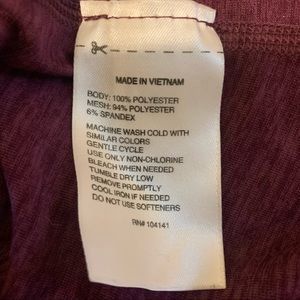 MADE IN VIETNAM
BODY: 100% POLYESTER
MESH: 94% POLYESTER
6% SPANDEX
MACHINE WASH COLD WITH
SIMILAR COLORS
GENTLE CYCLE
USE ONLY NON-CHLORINE
BLEACH WHEN NEEDED
TUMBLE DRY LOW
REMOVE PROMPTLY
COOL IRON IF NEEDED
DO NOT USE SOFTENERS
RN# 104141